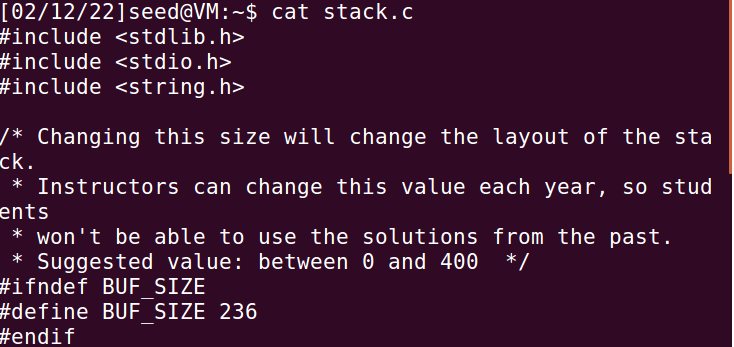 [02/12/22]seed@VM:~$ cat stack.c
#include <stdlib.h>
#include <stdio.h>
#include <string.h>
/* Changing this size will change the layout of the sta
ck.
 * Instructors can change this value each year, so stud
ents
 * won't be able to use the solutions from the past.
 * Suggested value: between 0 and 400  */
#ifndef BUF_SIZE
#define BUF_SIZE 236
#endif